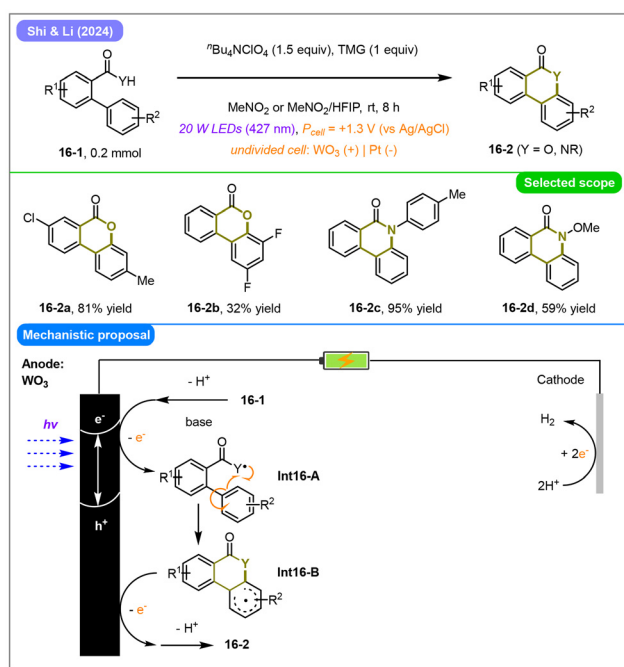 Shi & Li (2024)
ⁿBu₄NClO₄ (1.5 equiv), TMG (1 equiv)
MeNO₂ or MeNO₂/HFIP, rt, 8 h
20 W LEDs (427 nm), P_cell = +1.3 V (vs Ag/AgCl)
undivided cell: WO₃ (+) | Pt (-)
O
YH
R¹
R²
16-1, 0.2 mmol
O
Y
R¹
R²
16-2 (Y = O, NR)
Selected scope
O
Cl
O
Me
16-2a, 81% yield
O
O
F
F
16-2b, 32% yield
Me
O
N
16-2c, 95% yield
O
N
OMe
16-2d, 59% yield
Mechanistic proposal
Anode:
WO₃
Cathode
- H⁺
16-1
base
e⁻
hv
- e⁻
h⁺
O
Y•
R¹
R²
Int16-A
O
Y
R¹
R²
Int16-B
- e⁻
- H⁺
16-2
H₂
+ 2e⁻
2H⁺